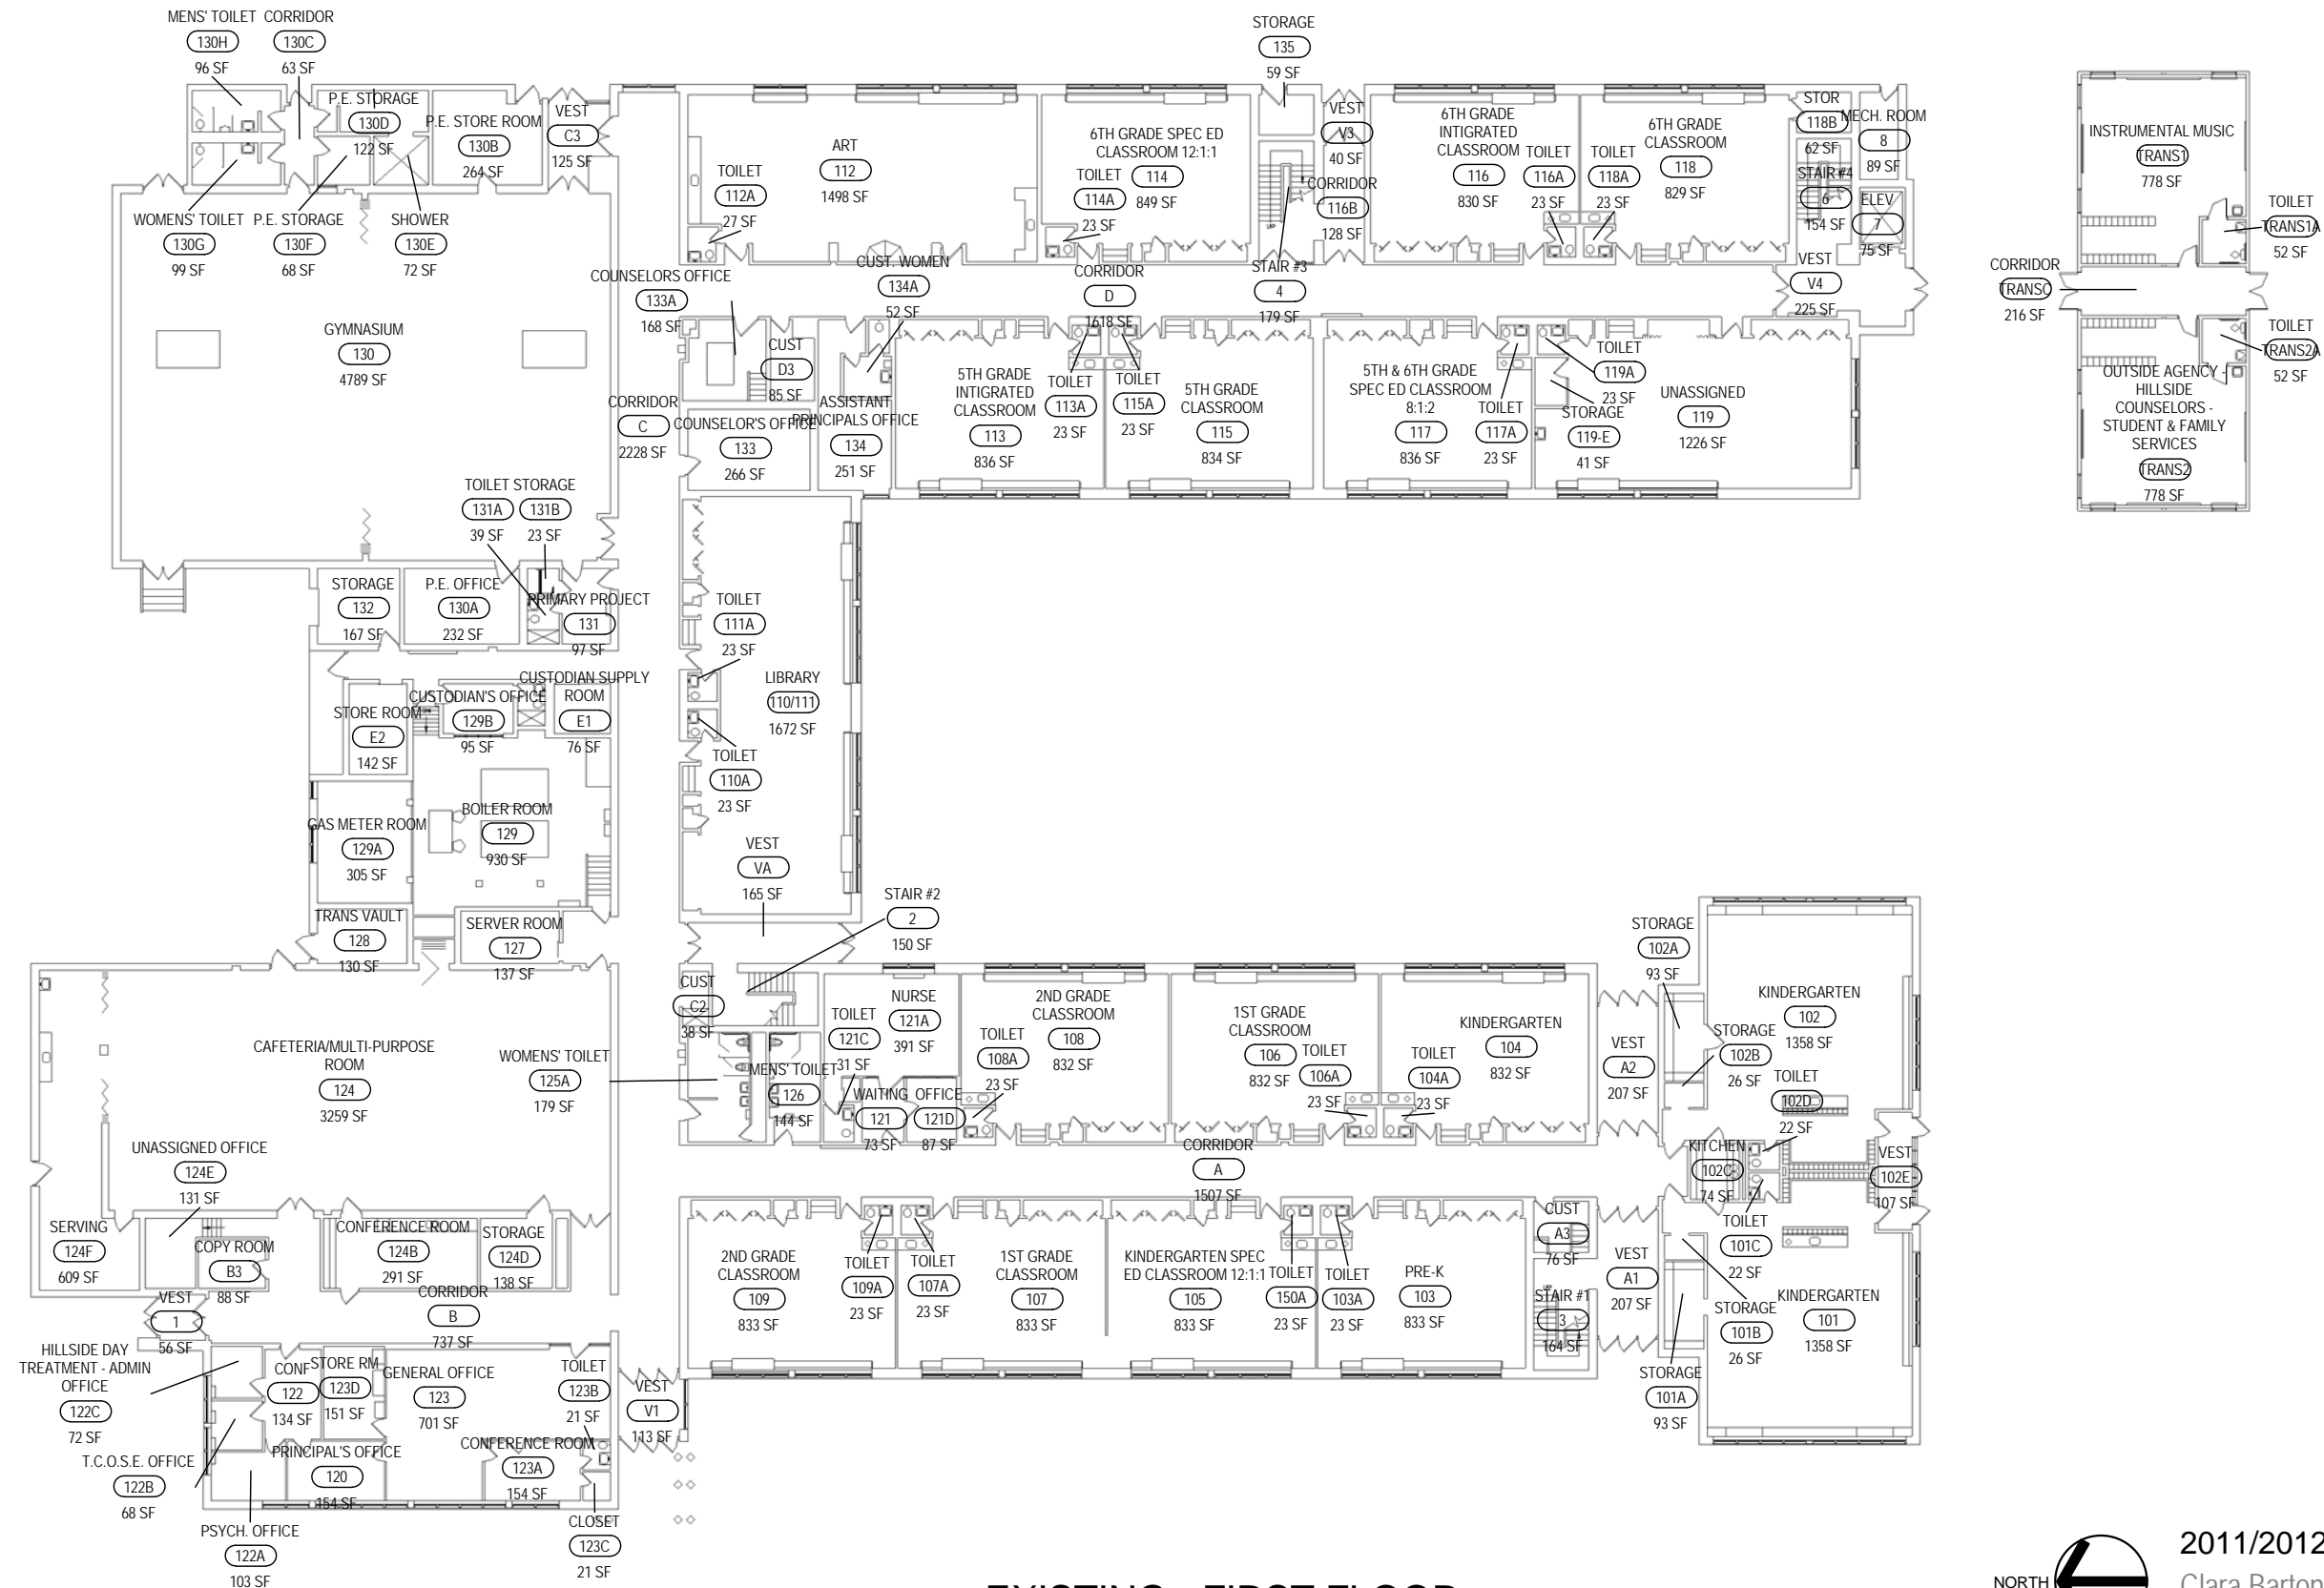 MENS' TOILET
130H
96 SF
CORRIDOR
130C
63 SF
P.E. STORAGE
130D
122 SF
P.E. STORE ROOM
130B
264 SF
VEST
C3
125 SF
WOMENS' TOILET
130G
99 SF
P.E. STORAGE
130F
68 SF
SHOWER
130E
72 SF
GYMNASIUM
130
4789 SF
TOILET
112A
27 SF
ART
112
1498 SF
6TH GRADE SPEC ED
CLASSROOM 12:1:1
114
849 SF
TOILET
114A
23 SF
STORAGE
135
59 SF
VEST
V3
40 SF
CORRIDOR
116B
128 SF
6TH GRADE
INTIGRATED
CLASSROOM
116
830 SF
TOILET
116A
23 SF
TOILET
118A
23 SF
6TH GRADE
CLASSROOM
118
829 SF
STOR
118B
62 SF
MECH. ROOM
8
89 SF
STAIR #4
6
154 SF
ELEV
7
75 SF
VEST
V4
225 SF
INSTRUMENTAL MUSIC
TRANS1
778 SF
TOILET
TRANS1A
52 SF
CORRIDOR
TRANSC
216 SF
TOILET
TRANS2A
52 SF
OUTSIDE AGENCY -
HILLSIDE
COUNSELORS -
STUDENT & FAMILY
SERVICES
TRANS2
778 SF
COUNSELORS OFFICE
133A
168 SF
CUST. WOMEN
134A
52 SF
CORRIDOR
D
1618 SF
STAIR #3
4
179 SF
CUST
D3
85 SF
CORRIDOR
C
2228 SF
COUNSELOR'S OFFICE
133
266 SF
ASSISTANT
PRINCIPALS OFFICE
134
251 SF
5TH GRADE
INTIGRATED
CLASSROOM
113
836 SF
TOILET
113A
23 SF
TOILET
115A
23 SF
5TH GRADE
CLASSROOM
115
834 SF
5TH & 6TH GRADE
SPEC ED CLASSROOM
8:1:2
117
836 SF
TOILET
117A
23 SF
TOILET
119A
23 SF
STORAGE
119-E
41 SF
UNASSIGNED
119
1226 SF
TOILET
131A
39 SF
STORAGE
131B
23 SF
STORAGE
132
167 SF
P.E. OFFICE
130A
232 SF
PRIMARY PROJECT
131
97 SF
TOILET
111A
23 SF
LIBRARY
110/111
1672 SF
TOILET
110A
23 SF
CUSTODIAN SUPPLY
ROOM
E1
76 SF
CUSTODIAN'S OFFICE
129B
95 SF
STORE ROOM
E2
142 SF
BOILER ROOM
129
930 SF
GAS METER ROOM
129A
305 SF
VEST
VA
165 SF
STAIR #2
2
150 SF
TRANS VAULT
128
130 SF
SERVER ROOM
127
137 SF
CUST
C2
38 SF
CAFETERIA/MULTI-PURPOSE
ROOM
124
3259 SF
WOMENS' TOILET
125A
179 SF
MENS' TOILET
126
144 SF
TOILET
121C
31 SF
NURSE
121A
391 SF
WAITING
121
73 SF
OFFICE
121D
87 SF
TOILET
108A
23 SF
2ND GRADE
CLASSROOM
108
832 SF
1ST GRADE
CLASSROOM
106
832 SF
TOILET
106A
23 SF
TOILET
104A
23 SF
KINDERGARTEN
104
832 SF
VEST
A2
207 SF
STORAGE
102A
93 SF
STORAGE
102B
26 SF
KINDERGARTEN
102
1358 SF
TOILET
102D
22 SF
KITCHEN
102C
74 SF
VEST
102E
107 SF
CORRIDOR
A
1507 SF
UNASSIGNED OFFICE
124E
131 SF
SERVING
124F
609 SF
COPY ROOM
B3
88 SF
CONFERENCE ROOM
124B
291 SF
STORAGE
124D
138 SF
CORRIDOR
B
737 SF
VEST
1
56 SF
2ND GRADE
CLASSROOM
109
833 SF
TOILET
109A
23 SF
TOILET
107A
23 SF
1ST GRADE
CLASSROOM
107
833 SF
KINDERGARTEN SPEC
ED CLASSROOM 12:1:1
105
833 SF
TOILET
150A
23 SF
TOILET
103A
23 SF
PRE-K
103
833 SF
CUST
A3
76 SF
STAIR #1
3
164 SF
VEST
A1
207 SF
TOILET
101C
22 SF
STORAGE
101B
26 SF
KINDERGARTEN
101
1358 SF
STORAGE
101A
93 SF
HILLSIDE DAY
TREATMENT - ADMIN
OFFICE
122C
72 SF
CONF
122
134 SF
STORE RM
123D
151 SF
GENERAL OFFICE
123
701 SF
TOILET
123B
21 SF
VEST
V1
113 SF
T.C.O.S.E. OFFICE
122B
68 SF
PRINCIPAL'S OFFICE
120
154 SF
CONFERENCE ROOM
123A
154 SF
PSYCH. OFFICE
122A
103 SF
CLOSET
123C
21 SF
EXISTING - FIRST FLOOR
NORTH
2011/2012
Clara Barton